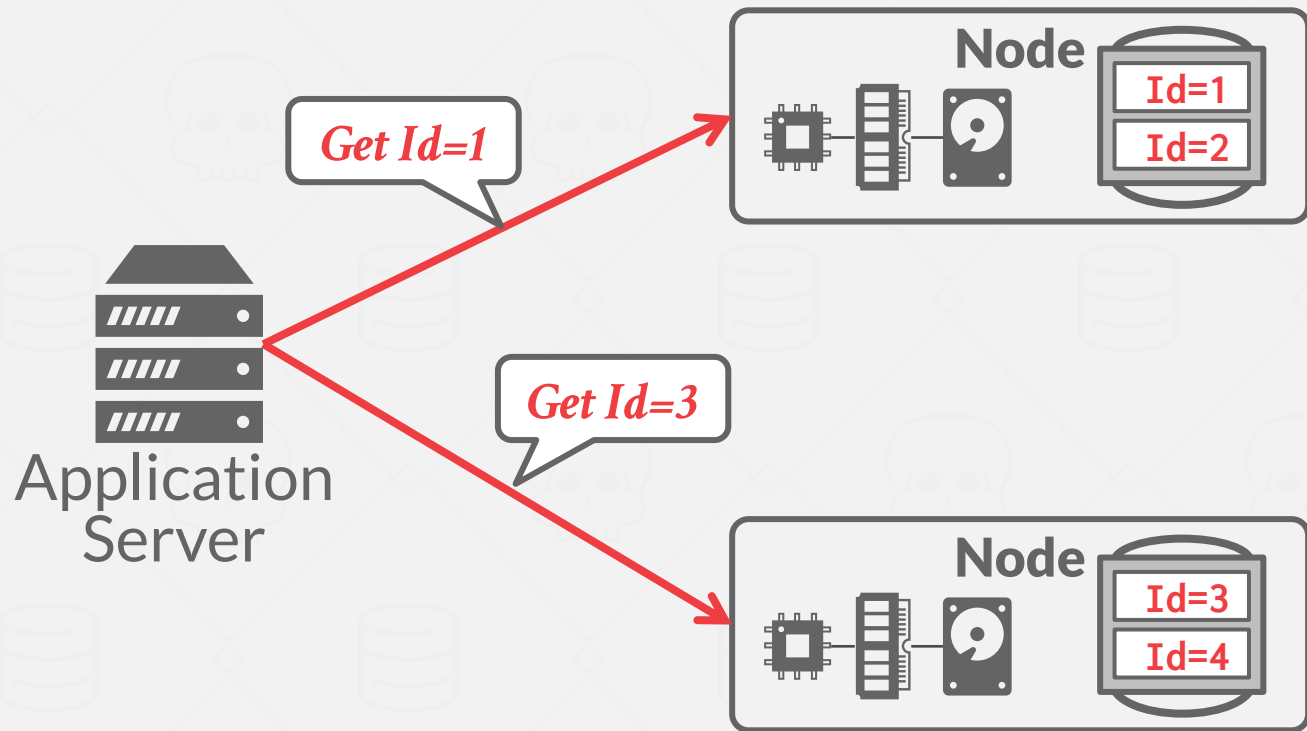 Node
Id=1
Id=2
Get Id=1
Get Id=3
Application
Server
Node
Id=3
Id=4